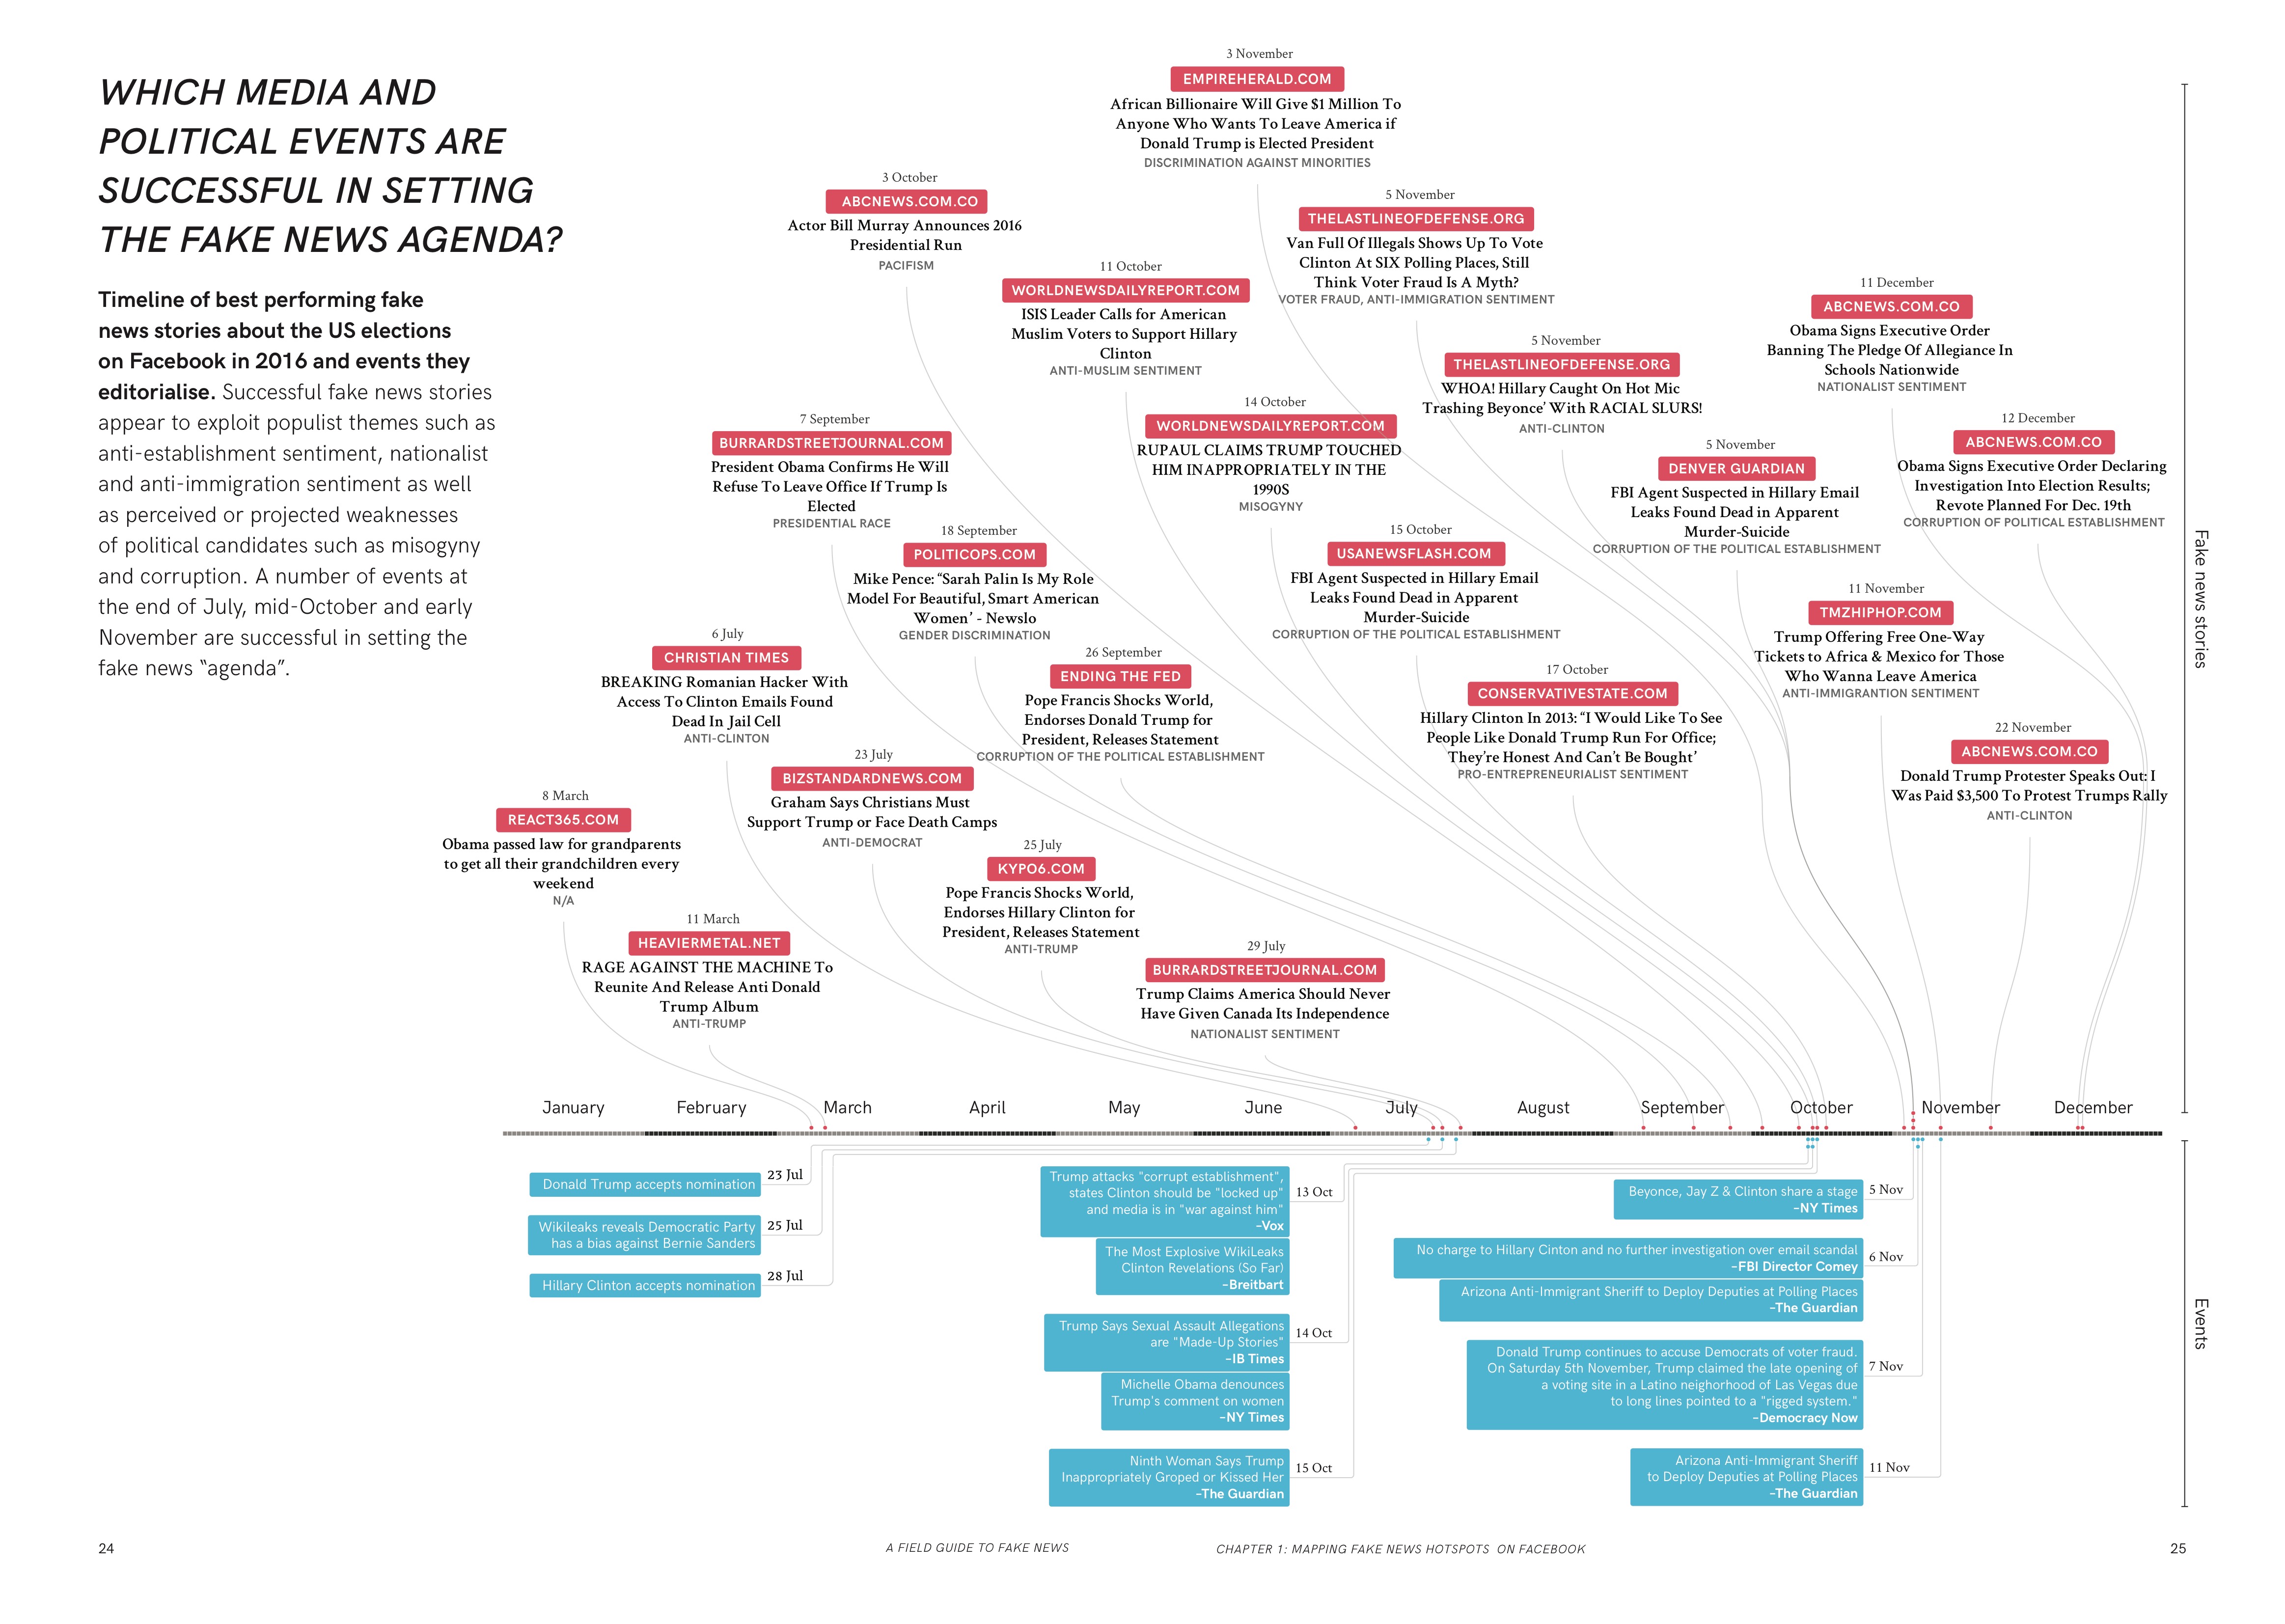 WHICH MEDIA AND
POLITICAL EVENTS ARE
SUCCESSFUL IN SETTING
THE FAKE NEWS AGENDA?
Timeline of best performing fake
news stories about the US elections
on Facebook in 2016 and events they
editorialise. Successful fake news stories
appear to exploit populist themes such as
anti-establishment sentiment, nationalist
and anti-immigration sentiment as well
as perceived or projected weaknesses
of political candidates such as misogyny
and corruption. A number of events at
the end of July, mid-October and early
November are successful in setting the
fake news “agenda”.
3 November
EMPIREHERALD.COM
African Billionaire Will Give $1 Million To
Anyone Who Wants To Leave America if
Donald Trump is Elected President
DISCRIMINATION AGAINST MINORITIES
3 October
ABCNEWS.COM.CO
Actor Bill Murray Announces 2016
Presidential Run
PACIFISM
5 November
THELASTLINEOFDEFENSE.ORG
Van Full Of Illegals Shows Up To Vote
Clinton At SIX Polling Places, Still
Think Voter Fraud Is A Myth?
VOTER FRAUD, ANTI-IMMIGRATION SENTIMENT
11 October
WORLDNEWSDAILYREPORT.COM
ISIS Leader Calls for American
Muslim Voters to Support Hillary
Clinton
ANTI-MUSLIM SENTIMENT
11 December
ABCNEWS.COM.CO
Obama Signs Executive Order
Banning The Pledge Of Allegiance In
Schools Nationwide
NATIONALIST SENTIMENT
5 November
THELASTLINEOFDEFENSE.ORG
WHOA! Hillary Caught On Hot Mic
Trashing Beyonce’ With RACIAL SLURS!
ANTI-CLINTON
14 October
WORLDNEWSDAILYREPORT.COM
RUPAUL CLAIMS TRUMP TOUCHED
HIM INAPPROPRIATELY IN THE
1990S
MISOGYNY
7 September
BURRARDSTREETJOURNAL.COM
President Obama Confirms He Will
Refuse To Leave Office If Trump Is
Elected
PRESIDENTIAL RACE
12 December
ABCNEWS.COM.CO
Obama Signs Executive Order Declaring
Investigation Into Election Results;
Revote Planned For Dec. 19th
CORRUPTION OF POLITICAL ESTABLISHMENT
5 November
DENVER GUARDIAN
FBI Agent Suspected in Hillary Email
Leaks Found Dead in Apparent
Murder-Suicide
CORRUPTION OF THE POLITICAL ESTABLISHMENT
18 September
POLITICOPS.COM
Mike Pence: “Sarah Palin Is My Role
Model For Beautiful, Smart American
Women’ - Newslo
GENDER DISCRIMINATION
15 October
USANEWSFLASH.COM
FBI Agent Suspected in Hillary Email
Leaks Found Dead in Apparent
Murder-Suicide
CORRUPTION OF THE POLITICAL ESTABLISHMENT
11 November
TMZHIPHOP.COM
Trump Offering Free One-Way
Tickets to Africa & Mexico for Those
Who Wanna Leave America
ANTI-IMMIGRANTION SENTIMENT
6 July
CHRISTIAN TIMES
BREAKING Romanian Hacker With
Access To Clinton Emails Found
Dead In Jail Cell
ANTI-CLINTON
26 September
ENDING THE FED
Pope Francis Shocks World,
Endorses Donald Trump for
President, Releases Statement
CORRUPTION OF THE POLITICAL ESTABLISHMENT
17 October
CONSERVATIVESTATE.COM
Hillary Clinton In 2013: “I Would Like To See
People Like Donald Trump Run For Office;
They’re Honest And Can’t Be Bought’
PRO-ENTREPRENEURIALIST SENTIMENT
22 November
ABCNEWS.COM.CO
Donald Trump Protester Speaks Out: I
Was Paid $3,500 To Protest Trumps Rally
ANTI-CLINTON
23 July
BIZSTANDARDNEWS.COM
Graham Says Christians Must
Support Trump or Face Death Camps
ANTI-DEMOCRAT
8 March
REACT365.COM
Obama passed law for grandparents
to get all their grandchildren every
weekend
N/A
25 July
KYPO6.COM
Pope Francis Shocks World,
Endorses Hillary Clinton for
President, Releases Statement
ANTI-TRUMP
11 March
HEAVIERMETAL.NET
RAGE AGAINST THE MACHINE To
Reunite And Release Anti Donald
Trump Album
ANTI-TRUMP
29 July
BURRARDSTREETJOURNAL.COM
Trump Claims America Should Never
Have Given Canada Its Independence
NATIONALIST SENTIMENT
Fake news stories
January February March April May June July August September October November December
Donald Trump accepts nomination
23 Jul
Wikileaks reveals Democratic Party
has a bias against Bernie Sanders
25 Jul
Hillary Clinton accepts nomination
28 Jul
Trump attacks "corrupt establishment",
states Clinton should be "locked up"
and media is in "war against him"
–Vox
13 Oct
The Most Explosive WikiLeaks
Clinton Revelations (So Far)
–Breitbart
Trump Says Sexual Assault Allegations
are "Made-Up Stories"
–IB Times
14 Oct
Michelle Obama denounces
Trump's comment on women
–NY Times
Ninth Woman Says Trump
Inappropriately Groped or Kissed Her
–The Guardian
15 Oct
Beyonce, Jay Z & Clinton share a stage
–NY Times
5 Nov
No charge to Hillary Cinton and no further investigation over email scandal
–FBI Director Comey
6 Nov
Arizona Anti-Immigrant Sheriff to Deploy Deputies at Polling Places
–The Guardian
Donald Trump continues to accuse Democrats of voter fraud.
On Saturday 5th November, Trump claimed the late opening of
a voting site in a Latino neighorhood of Las Vegas due
to long lines pointed to a "rigged system."
–Democracy Now
7 Nov
Arizona Anti-Immigrant Sheriff
to Deploy Deputies at Polling Places
–The Guardian
11 Nov
Events
24
A FIELD GUIDE TO FAKE NEWS
CHAPTER 1: MAPPING FAKE NEWS HOTSPOTS ON FACEBOOK
25